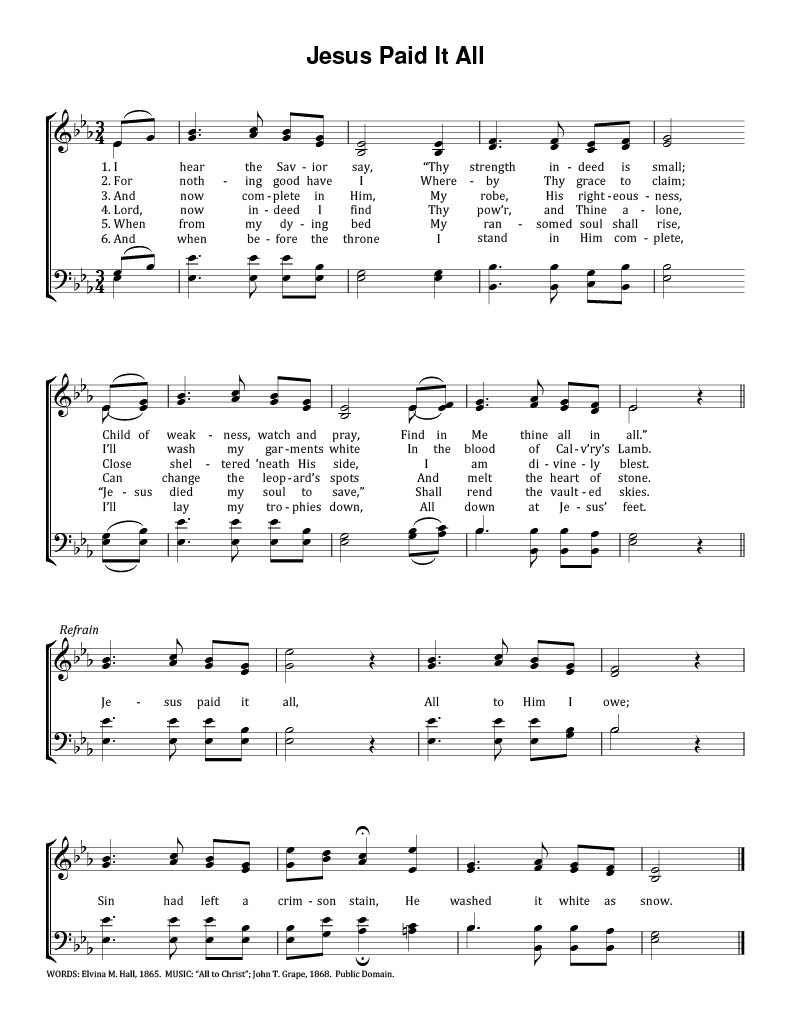 Jesus Paid It All
1. I hear the Sav - ior say, “Thy strength in - deed is small;
2. For noth - ing good have I Where - by Thy grace to claim;
3. And now com - plete in Him, My robe, His right - eous - ness,
4. Lord, now in - deed I find Thy pow’r, and Thine a - lone,
5. When from my dy - ing bed My ran - somed soul shall rise,
6. And when be - fore the throne I stand in Him com - plete,
Child of weak - ness, watch and pray, Find in Me thine all in all.”
I’ll wash my gar - ments white In the blood of Cal - v’ry’s Lamb.
Close shel - tered ’neath His side, I am di - vine - ly blest.
Can change the leop - ard’s spots And melt the heart of stone.
“Je - sus died my soul to save,” Shall rend the vault - ed skies.
I’ll lay my tro - phies down, All down at Je - sus’ feet.
Refrain
Je - sus paid it all, All to Him I owe;
Sin had left a crim - son stain, He washed it white as snow.
WORDS: Elvina M. Hall, 1865. MUSIC: “All to Christ”; John T. Grape, 1868. Public Domain.